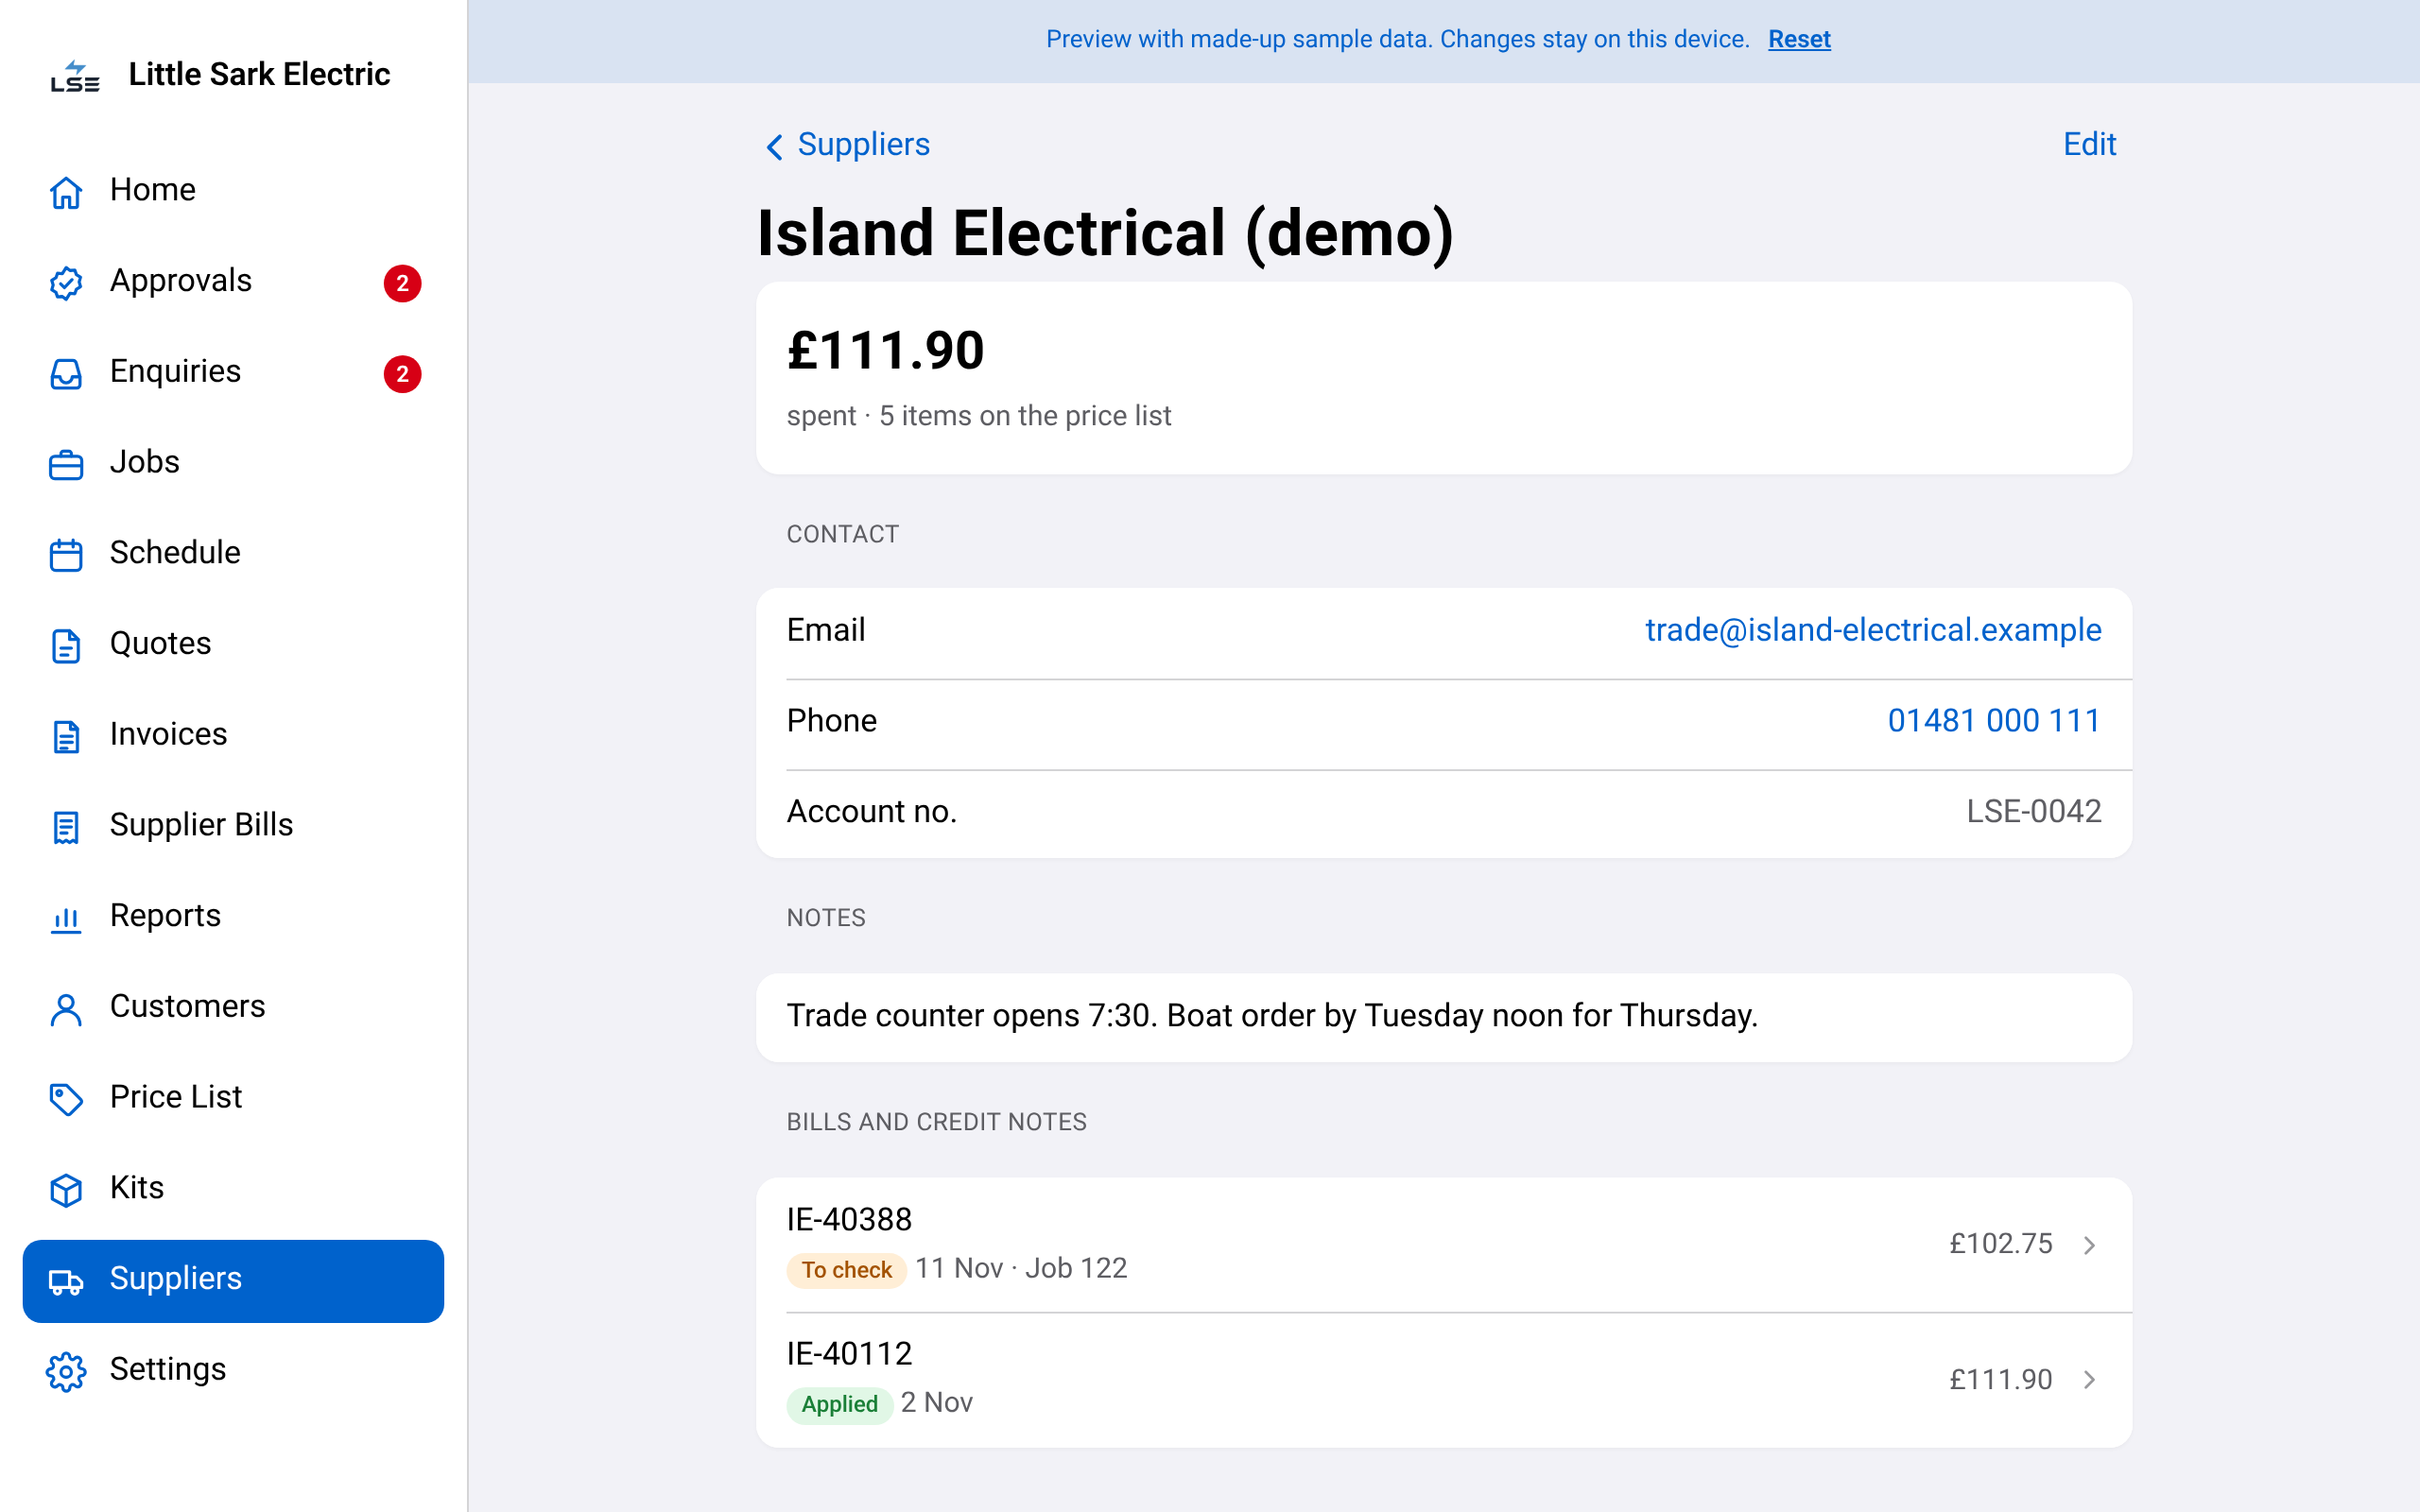 Preview with made-up sample data. Changes stay on this device. Reset
LSE Little Sark Electric
Home
Approvals 2
Enquiries 2
Jobs
Schedule
Quotes
Invoices
Supplier Bills
Reports
Customers
Price List
Kits
Suppliers
Settings
Suppliers Edit
Island Electrical (demo)
£111.90
spent · 5 items on the price list
CONTACT
Email trade@island-electrical.example
Phone 01481 000 111
Account no. LSE-0042
NOTES
Trade counter opens 7:30. Boat order by Tuesday noon for Thursday.
BILLS AND CREDIT NOTES
IE-40388
To check 11 Nov · Job 122 £102.75
IE-40112
Applied 2 Nov £111.90